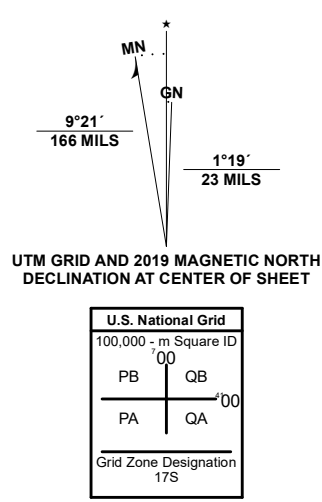 ★
MN
GN
9°21´
166 MILS
1°19´
23 MILS
UTM GRID AND 2019 MAGNETIC NORTH
DECLINATION AT CENTER OF SHEET
U.S. National Grid
100,000 - m Square ID
⁷00
PB QB
⁴¹00
PA QA
Grid Zone Designation
17S